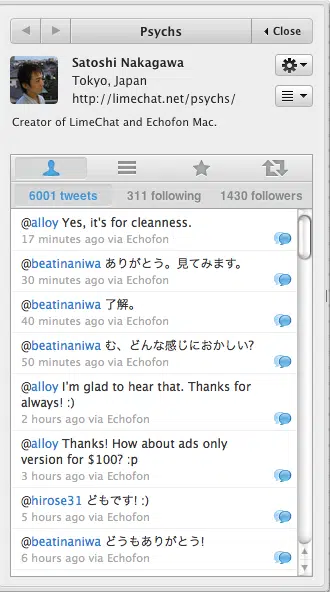 Psychs
Close
Satoshi Nakagawa
Tokyo, Japan
http://limechat.net/psychs/
Creator of LimeChat and Echofon Mac.
6001 tweets 311 following 1430 followers
@alloy Yes, it's for cleanness.
17 minutes ago via Echofon
@beatinaniwa ありがとう。見てみます。
30 minutes ago via Echofon
@beatinaniwa 了解。
40 minutes ago via Echofon
@beatinaniwa む、どんな感じにおかしい?
50 minutes ago via Echofon
@alloy I'm glad to hear that. Thanks for
always! :)
2 hours ago via Echofon
@alloy Thanks! How about ads only
version for $100? :p
3 hours ago via Echofon
@hirose31 どもです! :)
5 hours ago via Echofon
@beatinaniwa どうもありがとう!
6 hours ago via Echofon